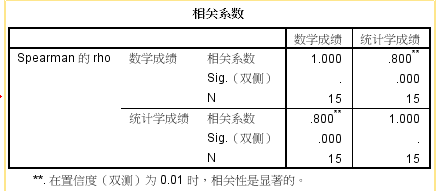 相关系数
数学成绩 统计学成绩
Spearman 的 rho 数学成绩 相关系数 1.000 .800**
Sig.（双侧） . .000
N 15 15
统计学成绩 相关系数 .800** 1.000
Sig.（双侧） .000 .
N 15 15
**. 在置信度（双测）为 0.01 时，相关性是显著的。